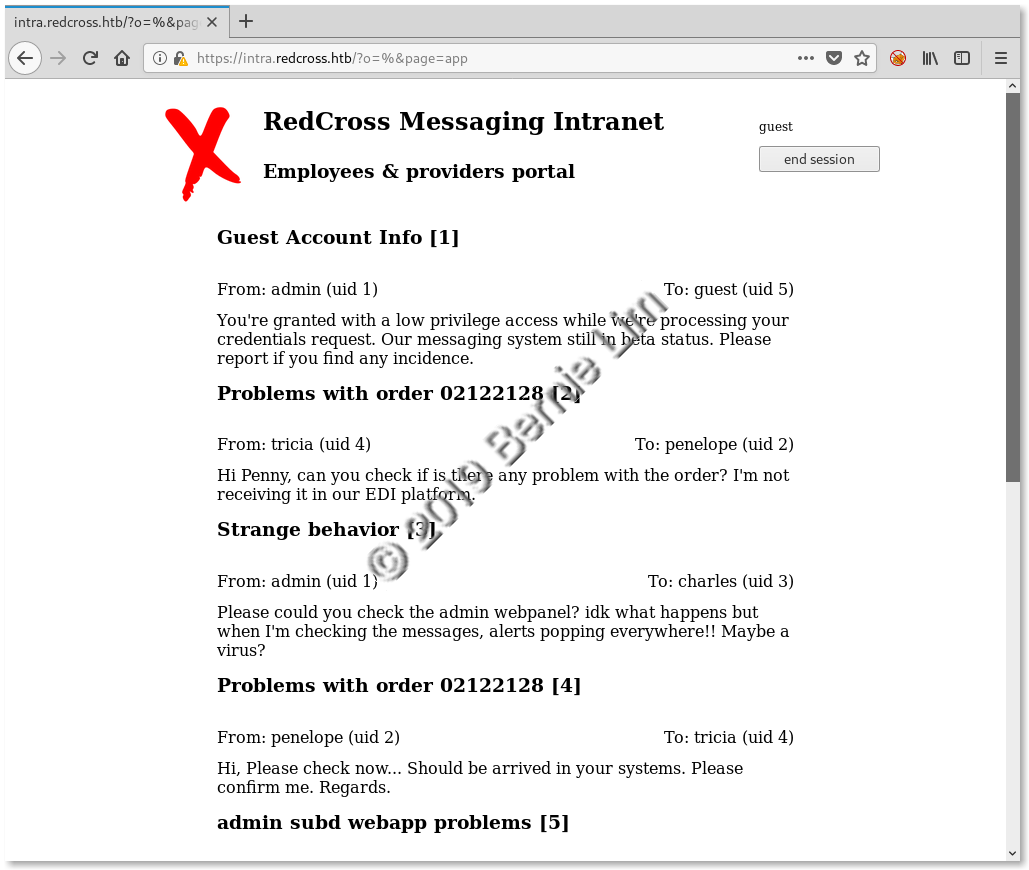 intra.redcross.htb/?o=%&pag
https://intra.redcross.htb/?o=%&page=app
RedCross Messaging Intranet
guest
end session
Employees & providers portal
Guest Account Info [1]
From: admin (uid 1) To: guest (uid 5)
You're granted with a low privilege access while we're processing your
credentials request. Our messaging system still in beta status. Please
report if you find any incidence.
Problems with order 02122128 [2]
From: tricia (uid 4) To: penelope (uid 2)
Hi Penny, can you check if is there any problem with the order? I'm not
receiving it in our EDI platform.
Strange behavior [3]
From: admin (uid 1) To: charles (uid 3)
Please could you check the admin webpanel? idk what happens but
when I'm checking the messages, alerts popping everywhere!! Maybe a
virus?
Problems with order 02122128 [4]
From: penelope (uid 2) To: tricia (uid 4)
Hi, Please check now... Should be arrived in your systems. Please
confirm me. Regards.
admin subd webapp problems [5]
© 2019 Bernie Lim